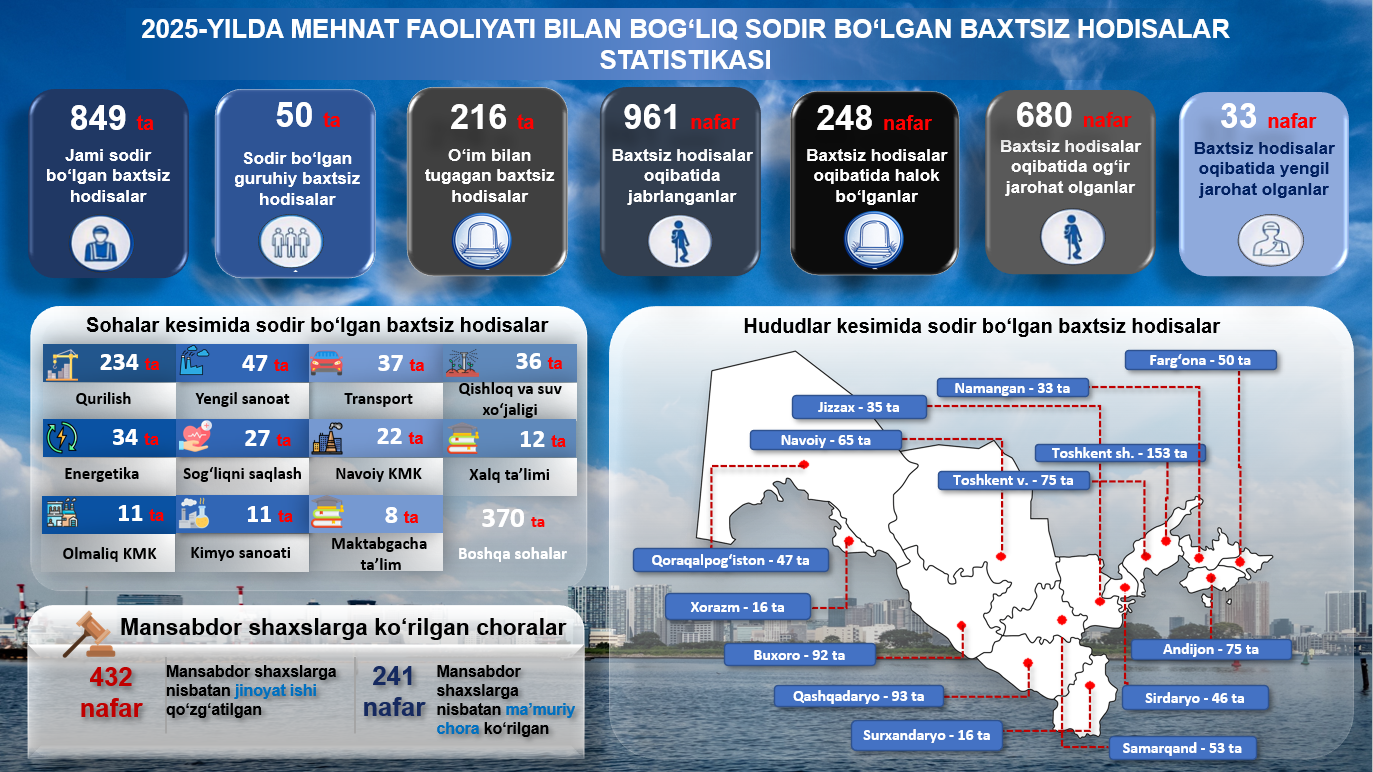 2025-YILDA MEHNAT FAOLIYATI BILAN BOG‘LIQ SODIR BO‘LGAN BAXTSIZ HODISALAR
STATISTIKASI
849 ta
Jami sodir
bo‘lgan baxtsiz
hodisalar
50 ta
Sodir bo‘lgan
guruhiy baxtsiz
hodisalar
216 ta
O‘im bilan
tugagan baxtsiz
hodisalar
961 nafar
Baxtsiz hodisalar
oqibatida
jabrlanganlar
248 nafar
Baxtsiz hodisalar
oqibatida halok
bo‘lganlar
680 nafar
Baxtsiz hodisalar
oqibatida og‘ir
jarohat olganlar
33 nafar
Baxtsiz hodisalar
oqibatida yengil
jarohat olganlar
Sohalar kesimida sodir bo‘lgan baxtsiz hodisalar
234 ta
Qurilish
47 ta
Yengil sanoat
37 ta
Transport
36 ta
Qishloq va suv
xo‘jaligi
34 ta
Energetika
27 ta
Sog‘liqni saqlash
22 ta
Navoiy KMK
12 ta
Xalq ta’limi
11 ta
Olmaliq KMK
11 ta
Kimyo sanoati
8 ta
Maktabgacha
ta’lim
370 ta
Boshqa sohalar
Mansabdor shaxslarga ko‘rilgan choralar
432
nafar
Mansabdor shaxslarga
nisbatan jinoyat ishi
qo‘zg‘atilgan
241
nafar
Mansabdor
shaxslarga
nisbatan ma’muriy
chora ko‘rilgan
Hududlar kesimida sodir bo‘lgan baxtsiz hodisalar
Farg‘ona - 50 ta
Namangan - 33 ta
Jizzax - 35 ta
Navoiy - 65 ta
Toshkent sh. - 153 ta
Toshkent v. - 75 ta
Qoraqalpog‘iston - 47 ta
Xorazm - 16 ta
Buxoro - 92 ta
Andijon - 75 ta
Qashqadaryo - 93 ta
Sirdaryo - 46 ta
Surxandaryo - 16 ta
Samarqand - 53 ta